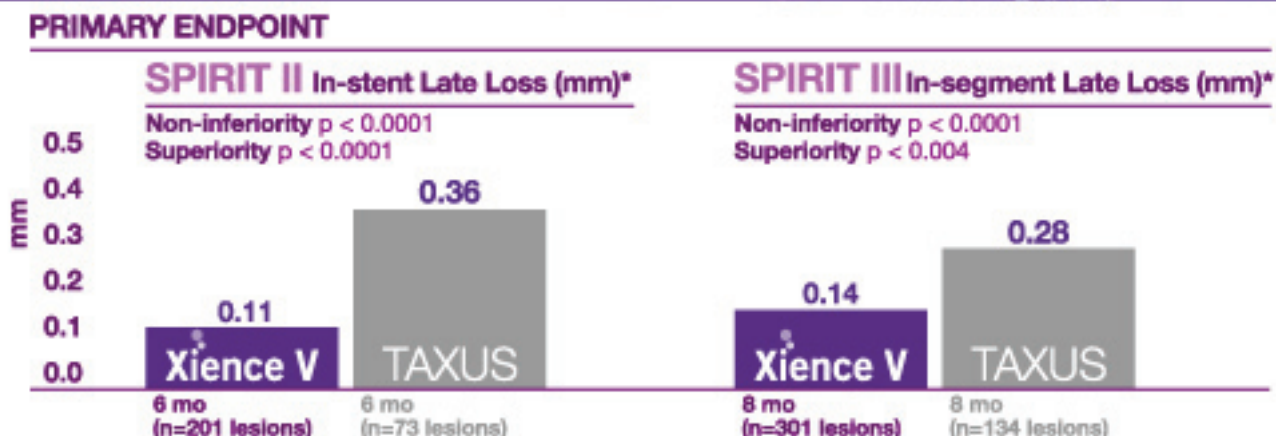 PRIMARY ENDPOINT
SPIRIT II In-stent Late Loss (mm)*
Non-inferiority p < 0.0001
Superiority p < 0.0001
SPIRIT III In-segment Late Loss (mm)*
Non-inferiority p < 0.0001
Superiority p < 0.004
mm
0.5
0.4
0.3
0.2
0.1
0.0
0.11
Xience V
0.36
TAXUS
0.14
Xience V
0.28
TAXUS
6 mo
(n=201 lesions)
6 mo
(n=73 lesions)
8 mo
(n=301 lesions)
8 mo
(n=134 lesions)